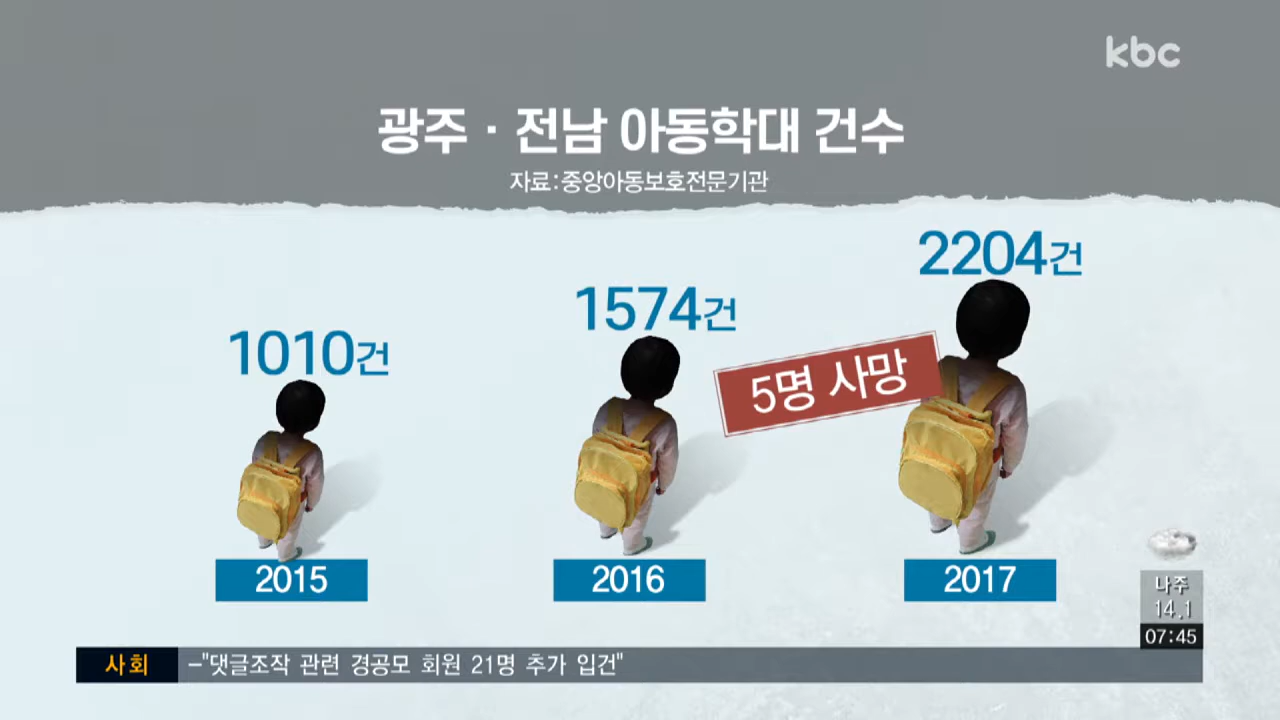 kbc
광주·전남 아동학대 건수
자료:중앙아동보호전문기관
1010건
1574건
2204건
5명 사망
2015
2016
2017
나주
14.1
07:45
사회
–"댓글조작 관련 경공모 회원 21명 추가 입건"